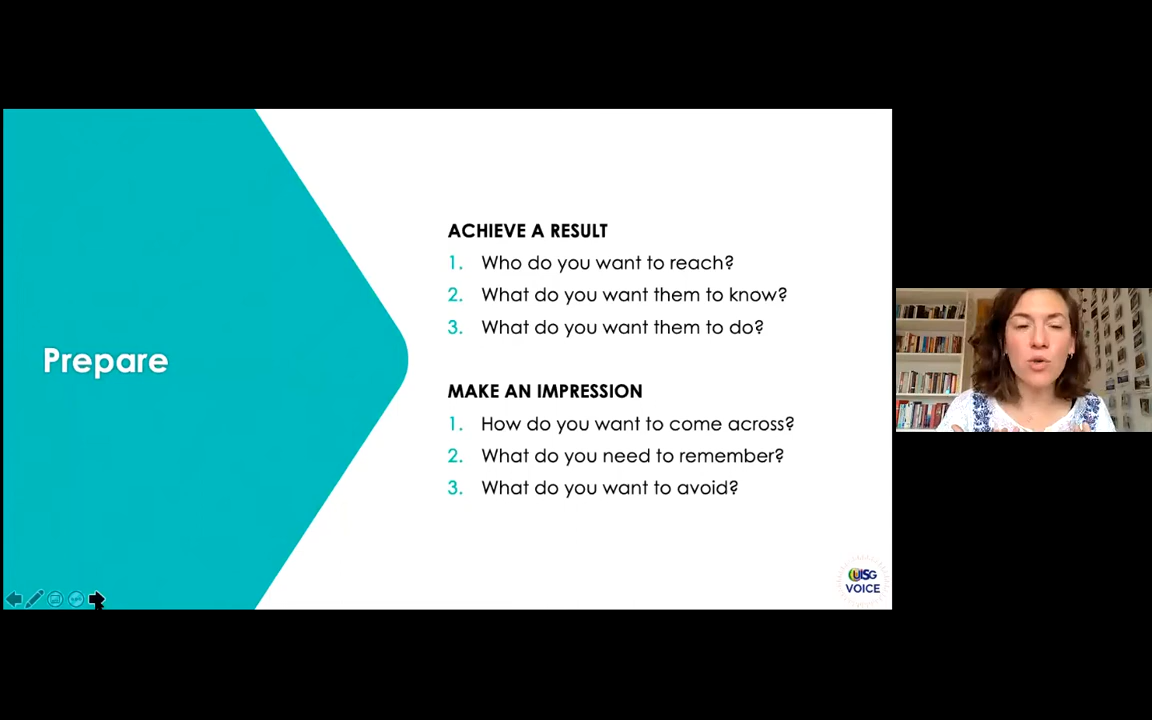 Prepare
ACHIEVE A RESULT
1. Who do you want to reach?
2. What do you want them to know?
3. What do you want them to do?
MAKE AN IMPRESSION
1. How do you want to come across?
2. What do you need to remember?
3. What do you want to avoid?
UISG
VOICE